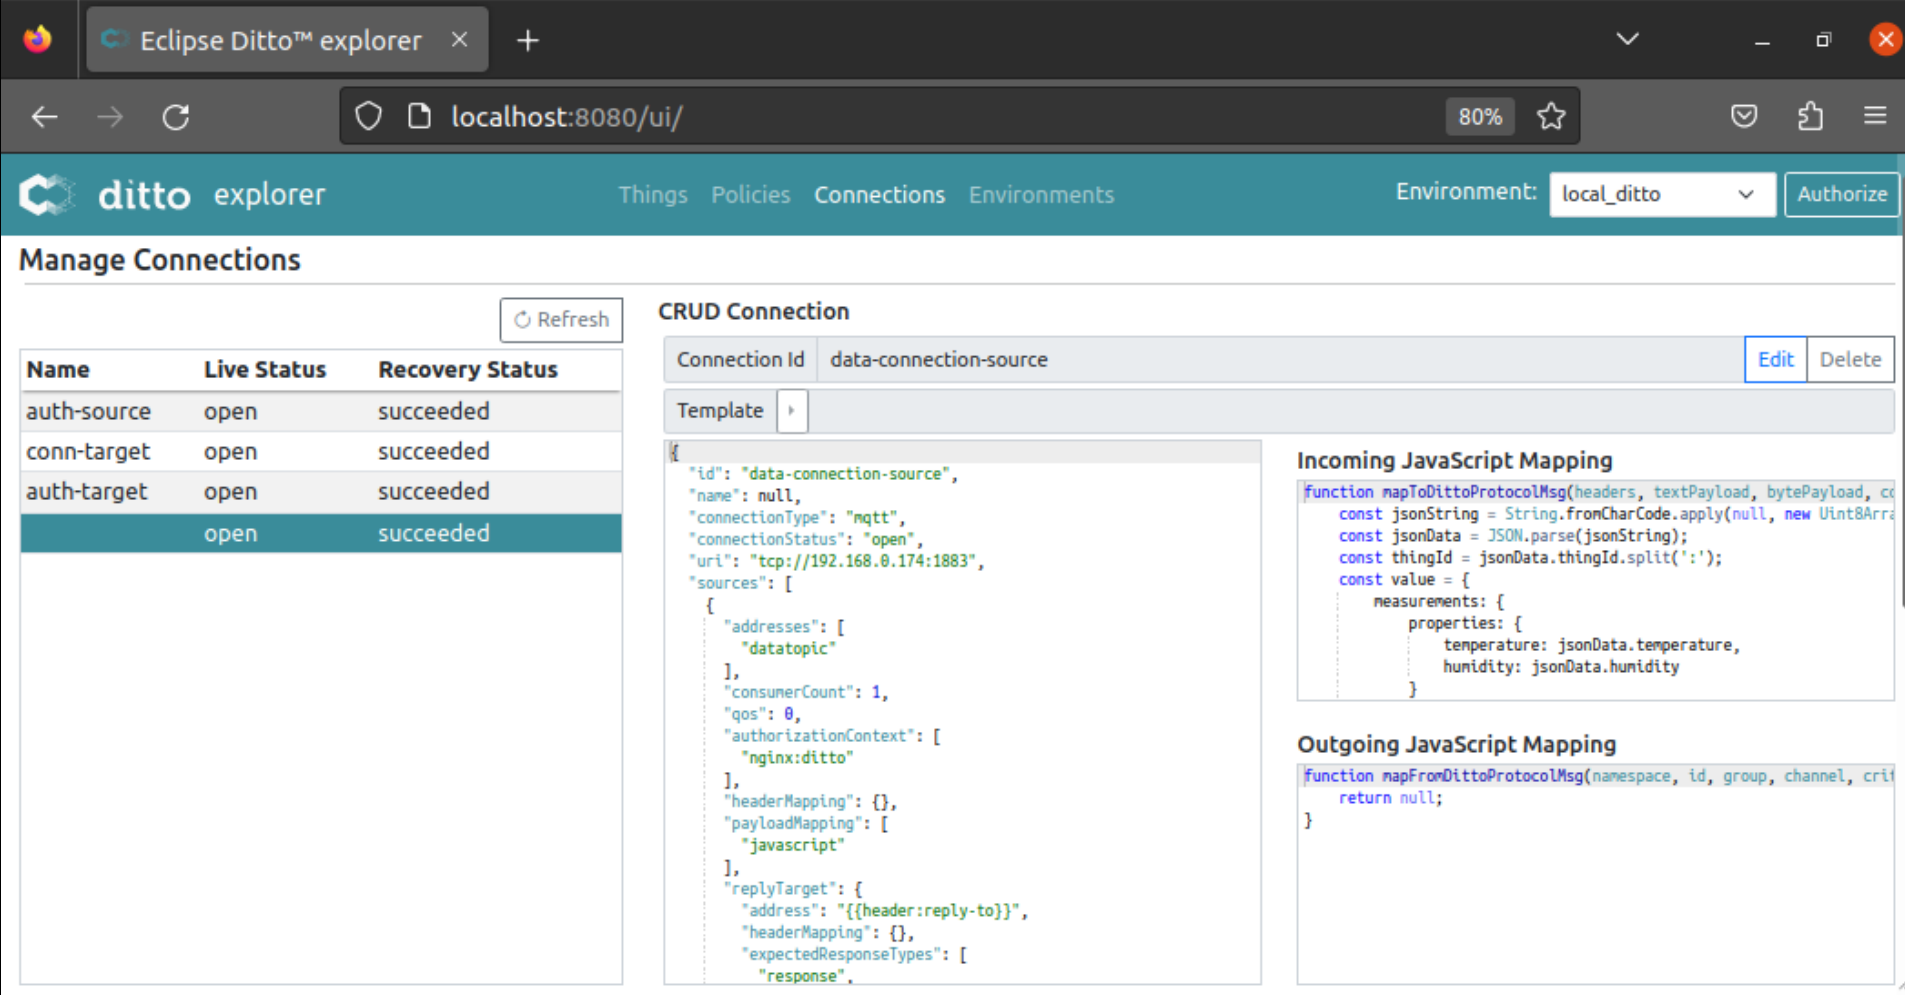 Eclipse Ditto™ explorer
localhost:8080/ui/
80%
ditto explorer
Things Policies Connections Environments
Environment: local_ditto Authorize
Manage Connections
Refresh
Name Live Status Recovery Status
auth-source open succeeded
conn-target open succeeded
auth-target open succeeded
open succeeded
CRUD Connection
Connection Id data-connection-source Edit Delete
Template
{
"id": "data-connection-source",
"name": null,
"connectionType": "mqtt",
"connectionStatus": "open",
"uri": "tcp://192.168.0.174:1883",
"sources": [
{
"addresses": [
"datatopic"
],
"consumerCount": 1,
"qos": 0,
"authorizationContext": [
"nginx:ditto"
],
"headerMapping": {},
"payloadMapping": [
"javascript"
],
"replyTarget": {
"address": "{{header:reply-to}}",
"headerMapping": {},
"expectedResponseTypes": [
"response",
Incoming JavaScript Mapping
function mapToDittoProtocolMsg(headers, textPayload, bytePayload, co
const jsonString = String.fromCharCode.apply(null, new Uint8Arra
const jsonData = JSON.parse(jsonString);
const thingId = jsonData.thingId.split(':');
const value = {
measurements: {
properties: {
temperature: jsonData.temperature,
humidity: jsonData.humidity
}
Outgoing JavaScript Mapping
function mapFromDittoProtocolMsg(namespace, id, group, channel, crit
return null;
}